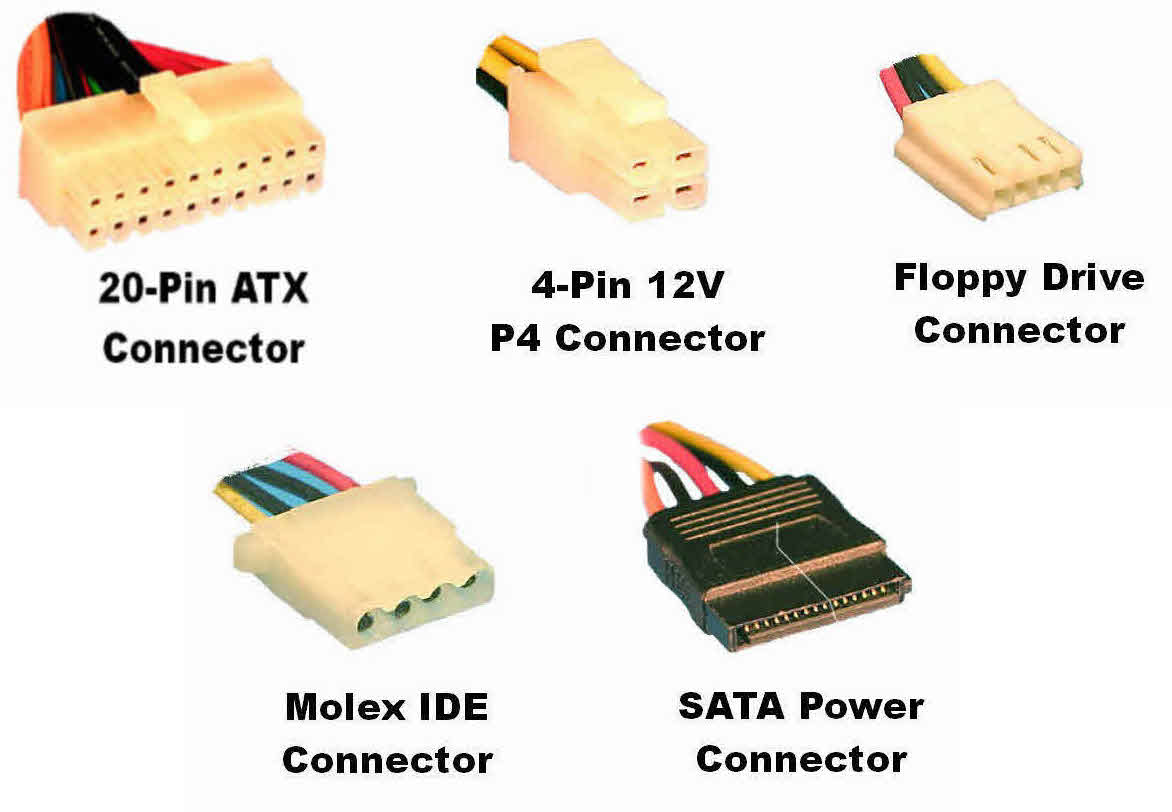 20-Pin ATX
Connector
4-Pin 12V
P4 Connector
Floppy Drive
Connector
Molex IDE
Connector
SATA Power
Connector